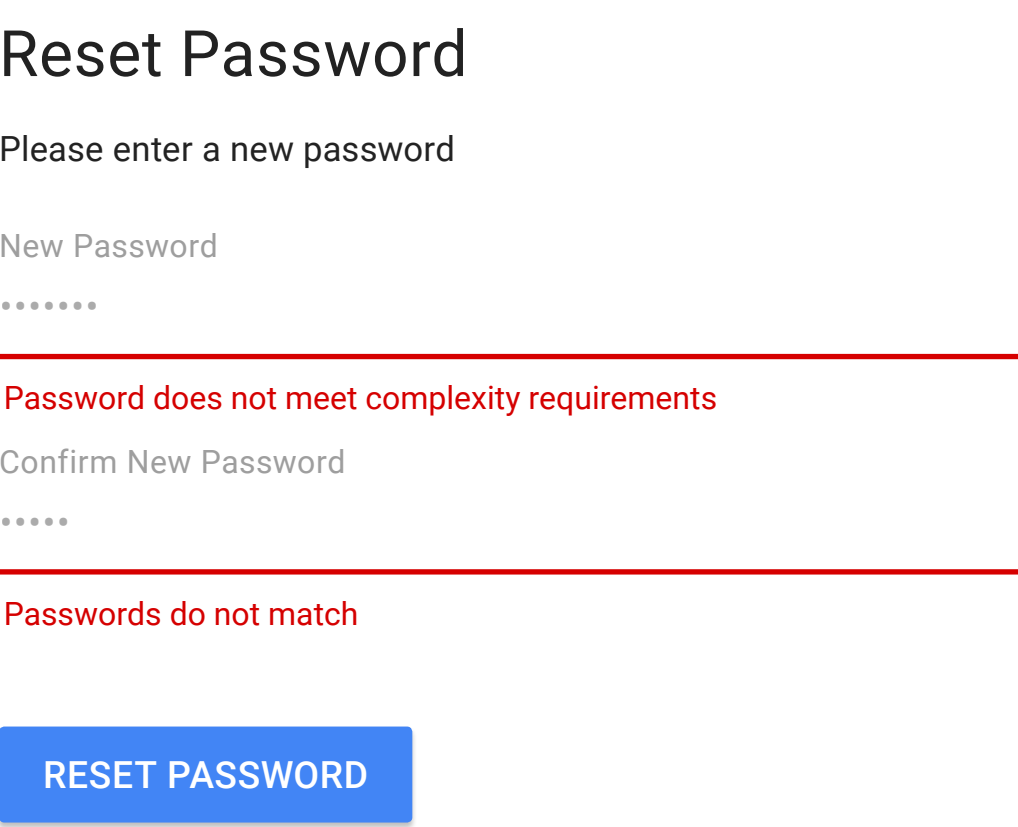 Reset Password
Please enter a new password
New Password
•••••••
Confirm New Password
•••••
Password does not meet complexity requirements
Passwords do not match
RESET PASSWORD